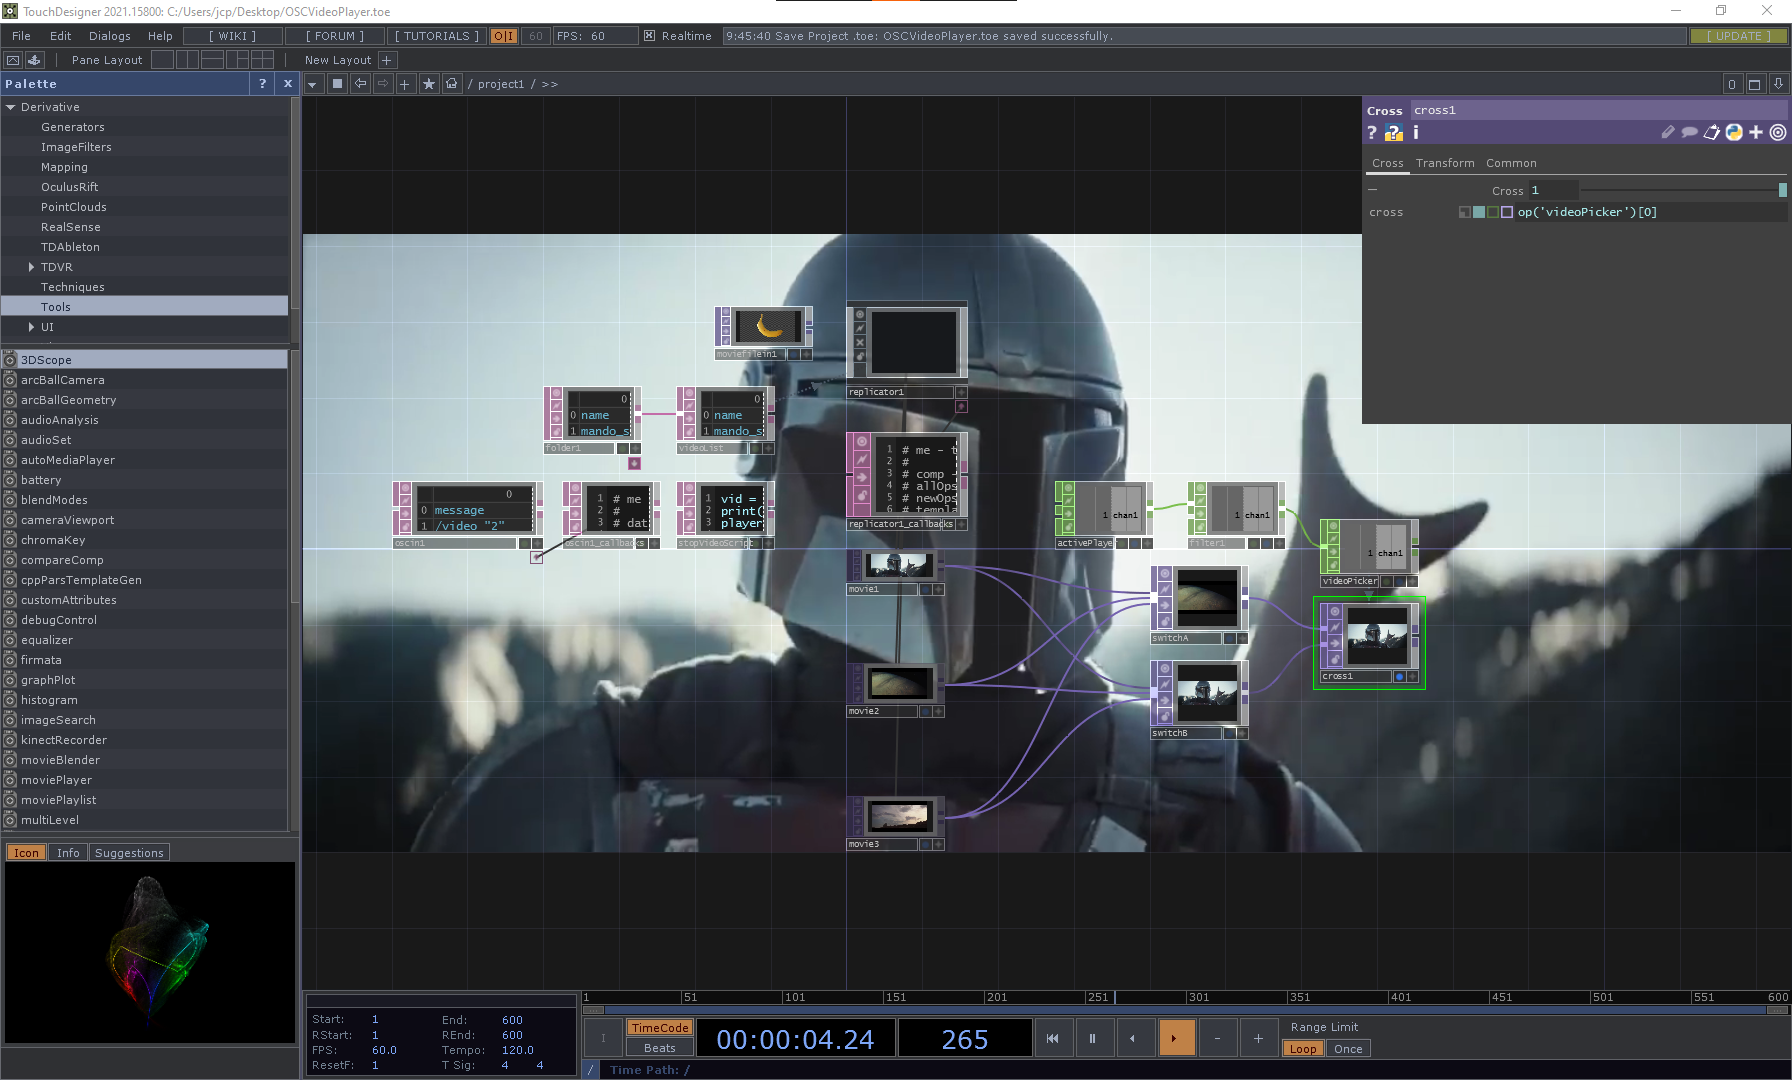 TouchDesigner 2021.15800: C:/Users/jcp/Desktop/OSCVideoPlayer.toe
File Edit Dialogs Help [ WIKI ] [ FORUM ] [ TUTORIALS ] O|I 60 FPS: 60 Realtime 9:45:40 Save Project .toe: OSCVideoPlayer.toe saved successfully. [ UPDATE ]
Pane Layout New Layout +
Palette ? x
/ project1 / >> 0
Derivative
Generators
ImageFilters
Mapping
OculusRift
PointClouds
RealSense
TDAbleton
TDVR
Techniques
Tools
UI
3DScope
arcBallCamera
arcBallGeometry
audioAnalysis
audioSet
autoMediaPlayer
battery
blendModes
cameraViewport
chromaKey
compareComp
cppParsTemplateGen
customAttributes
debugControl
equalizer
firmata
graphPlot
histogram
imageSearch
kinectRecorder
movieBlender
moviePlayer
moviePlaylist
multiLevel
Icon Info Suggestions
Cross cross1
? ? i
Cross Transform Common
Cross 1
cross op('videoPicker')[0]
moviefilein1
replicator1
0
0 name
1 mando_s
folder1
0
0 name
1 mando_s
videoList
1 # me - t
2 #
3 # comp -
4 # allOps
5 # newOps
6 # templa
replicator1_callbacks
0
0 message
1 /video "2"
oscin1
1 # me
2 #
3 # dat
oscin1_callbacks
1 vid =
2 print(
3 player
stopVideoScript
1 chan1
activePlayer
1 chan1
filter1
1 chan1
videoPicker
movie1
switchA
cross1
movie2
switchB
movie3
1 51 101 151 201 251 301 351 401 451 501 551 600
Start: 1 End: 600
RStart: 1 REnd: 600
FPS: 60.0 Tempo: 120.0
ResetF: 1 T Sig: 4 4
TimeCode
Beats
00:00:04.24
265
- +
Range Limit
Loop Once
/ Time Path: /